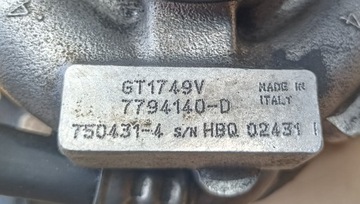 GT1749V MADE IN
7794140-D ITALY
750431-4 S/N HBQ 02431 I